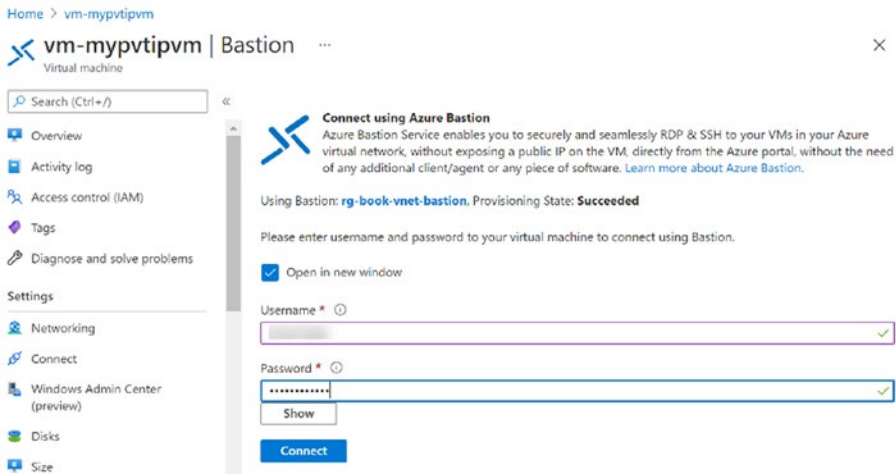 Home > vm-mypvtipvm
vm-mypvtipvm | Bastion ...
Virtual machine
Search (Ctrl+/)
«
Overview
Activity log
Access control (IAM)
Tags
Diagnose and solve problems
Settings
Networking
Connect
Windows Admin Center
(preview)
Disks
Size
Connect using Azure Bastion
Azure Bastion Service enables you to securely and seamlessly RDP & SSH to your VMs in your Azure
virtual network, without exposing a public IP on the VM, directly from the Azure portal, without the need
of any additional client/agent or any piece of software. Learn more about Azure Bastion.
Using Bastion: rg-book-vnet-bastion, Provisioning State: Succeeded
Please enter username and password to your virtual machine to connect using Bastion.
Open in new window
Username *
Password *
••••••••••••
Show
Connect